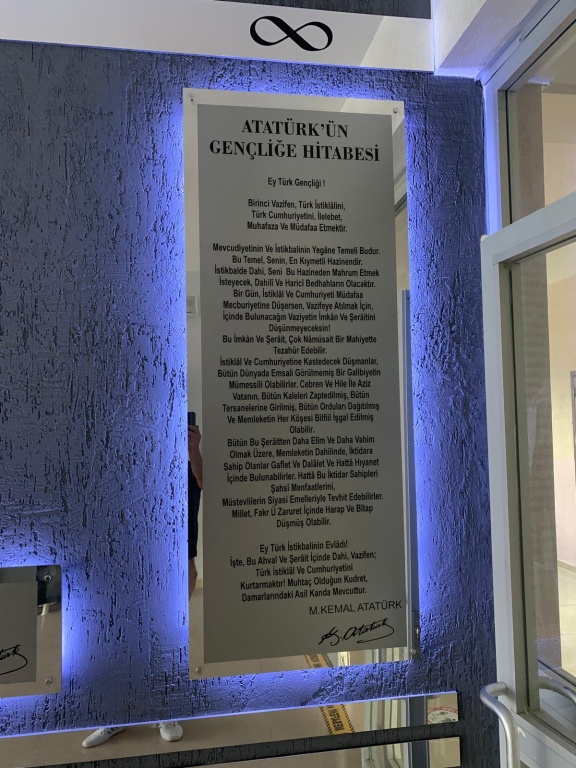 ATATÜRK'ÜN
GENÇLİĞE HİTABESİ
Ey Türk Gençliği !
Birinci Vazifen, Türk İstiklâlini,
Türk Cumhuriyetini, İlelebet,
Muhafaza Ve Müdafaa Etmektir.
Mevcudiyetinin Ve İstikbalinin Yegâne Temeli Budur.
Bu Temel, Senin, En Kıymetli Hazinendir.
İstikbalde Dahi, Seni Bu Hazineden Mahrum Etmek
İsteyecek, Dahilî Ve Haricî Bedhahların Olacaktır.
Bir Gün, İstiklâl Ve Cumhuriyeti Müdafaa
Mecburiyetine Düşersen, Vazifeye Atılmak İçin,
İçinde Bulunacağın Vaziyetin İmkân Ve Şerâitini
Düşünmeyeceksin!
Bu İmkân Ve Şerâit, Çok Nâmüsait Bir Mahiyette
Tezahür Edebilir.
İstiklâl Ve Cumhuriyetine Kastedecek Düşmanlar,
Bütün Dünyada Emsali Görülmemiş Bir Galibiyetin
Mümessili Olabilirler. Cebren Ve Hile İle Aziz
Vatanın, Bütün Kaleleri Zaptedilmiş, Bütün
Tersanelerine Girilmiş, Bütün Orduları Dağıtılmış
Ve Memleketin Her Köşesi Bilfiil İşgal Edilmiş
Olabilir.
Bütün Bu Şerâitten Daha Elim Ve Daha Vahim
Olmak Üzere, Memleketin Dahilinde, İktidara
Sahip Olanlar Gaflet Ve Dalâlet Ve Hattâ Hıyanet
İçinde Bulunabilirler. Hattâ Bu İktidar Sahipleri
Şahsî Menfaatlerini,
Müstevlilerin Siyasi Emelleriyle Tevhit Edebilirler.
Millet, Fakr Ü Zaruret İçinde Harap Ve Bîtap
Düşmüş Olabilir.
Ey Türk İstikbalinin Evlâdı!
İşte, Bu Ahval Ve Şerâit İçinde Dahi, Vazifen;
Türk İstiklâl Ve Cumhuriyetini
Kurtarmaktır! Muhtaç Olduğun Kudret,
Damarlarındaki Asil Kanda Mevcuttur.
M.KEMAL ATATÜRK
K. Atatürk